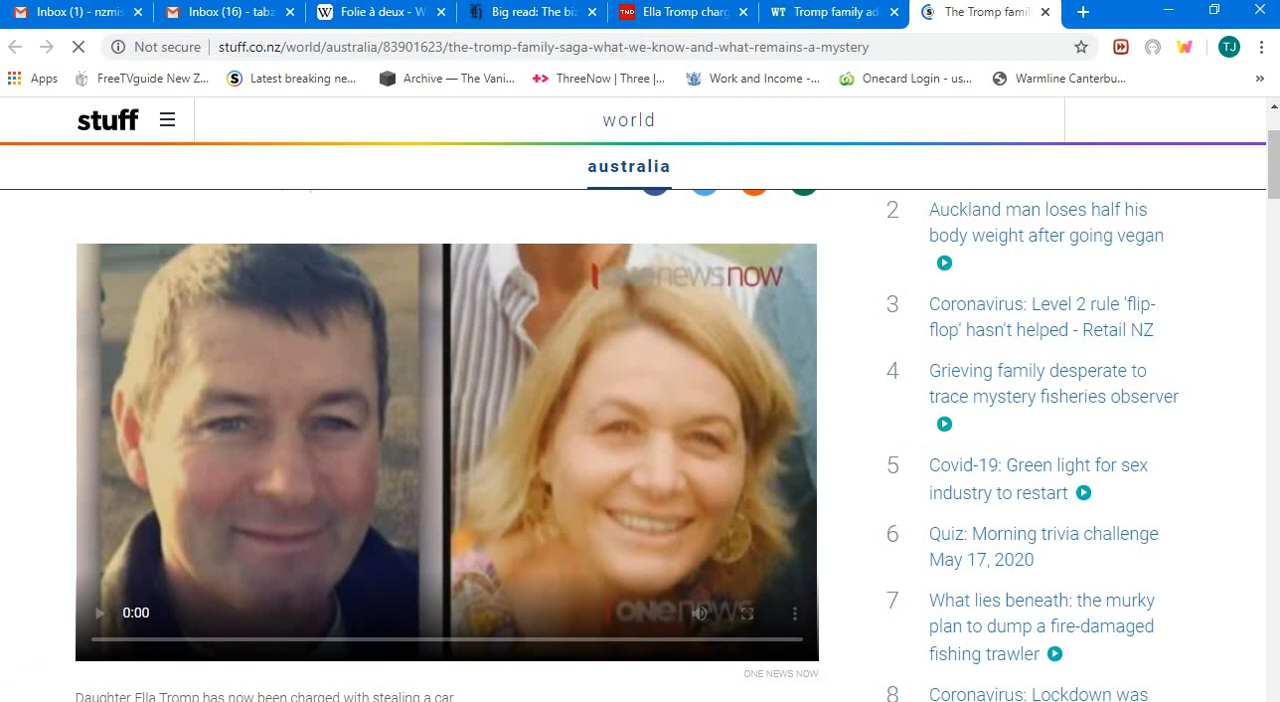 Inbox (1) - nzmis
Inbox (16) - tabz
Folie à deux - W
Big read: The biz
Ella Tromp charg
Tromp family ad
The Tromp famil
Not secure
stuff.co.nz/world/australia/83901623/the-tromp-family-saga-what-we-know-and-what-remains-a-mystery
TJ
Apps
FreeTVguide New Z...
Latest breaking ne...
Archive — The Vani...
ThreeNow | Three |...
Work and Income -...
Onecard Login - us...
Warmline Canterbu...
»
stuff
world
australia
2
Auckland man loses half his
body weight after going vegan
3
Coronavirus: Level 2 rule 'flip-
flop' hasn't helped - Retail NZ
4
Grieving family desperate to
trace mystery fisheries observer
5
Covid-19: Green light for sex
industry to restart
6
Quiz: Morning trivia challenge
May 17, 2020
7
What lies beneath: the murky
plan to dump a fire-damaged
fishing trawler
8
Coronavirus: Lockdown was
news now
ONE news
0:00
ONE NEWS NOW
Daughter Ella Tromp has now been charged with stealing a car